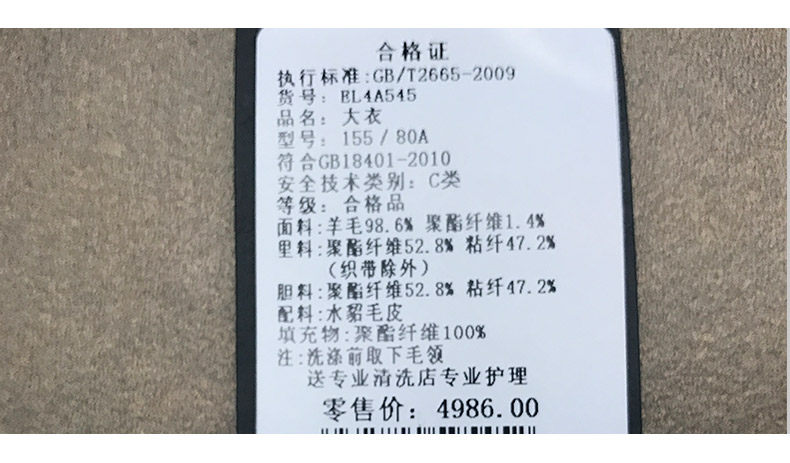 合格证
执行标准:GB/T2665-2009
货号: EL4A545
品名: 大衣
型号: 155/80A
符合GB18401-2010
安全技术类别: C类
等级: 合格品
面料:羊毛98.6% 聚酯纤维1.4%
里料:聚酯纤维52.8% 粘纤47.2%
(织带除外)
胆料:聚酯纤维52.8% 粘纤47.2%
配料:水貂毛皮
填充物:聚酯纤维100%
注:洗涤前取下毛领
送专业清洗店专业护理
零售价: 4986.00